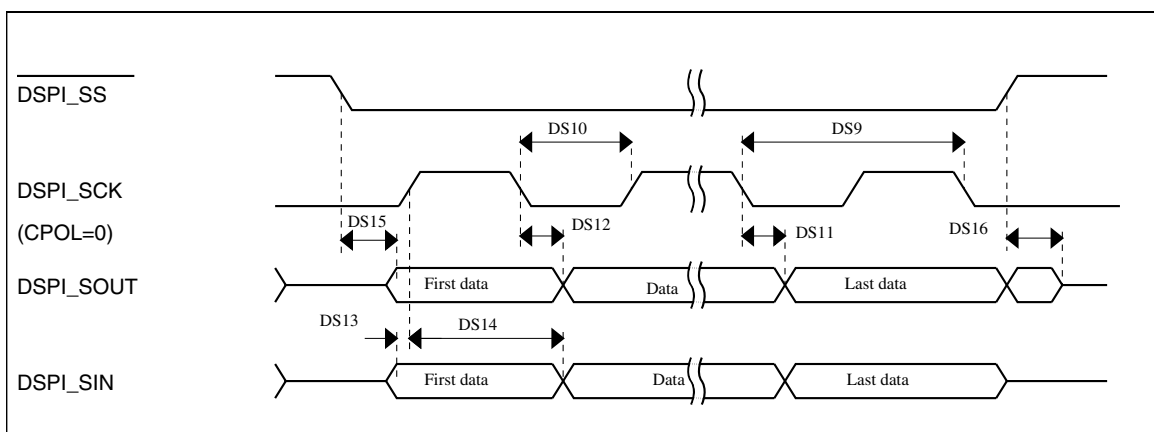 DSPI_SS
DS10
DS9
DSPI_SCK
(CPOL=0)
DS15
DS12
DS11
DS16
DSPI_SOUT
First data
Data
Last data
DS13
DS14
DSPI_SIN
First data
Data
Last data